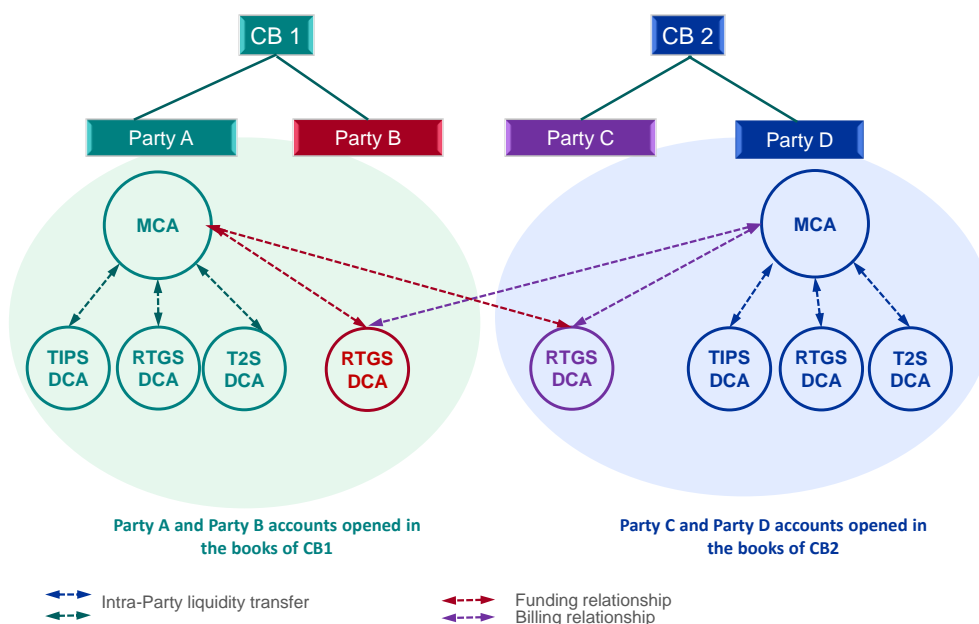 CB 1
CB 2
Party A
Party B
Party C
Party D
MCA
MCA
TIPS
DCA
RTGS
DCA
T2S
DCA
RTGS
DCA
RTGS
DCA
TIPS
DCA
RTGS
DCA
T2S
DCA
Party A and Party B accounts opened in
the books of CB1
Party C and Party D accounts opened in
the books of CB2
Intra-Party liquidity transfer
Funding relationship
Billing relationship